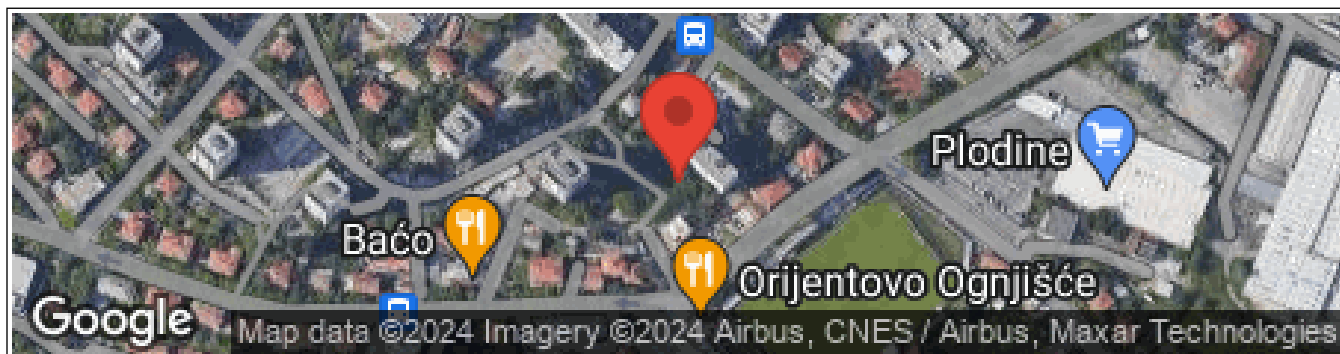 Plodine
Baćo
Orijentovo Ognjišće
Google
Map data ©2024 Imagery ©2024 Airbus, CNES / Airbus, Maxar Technologies